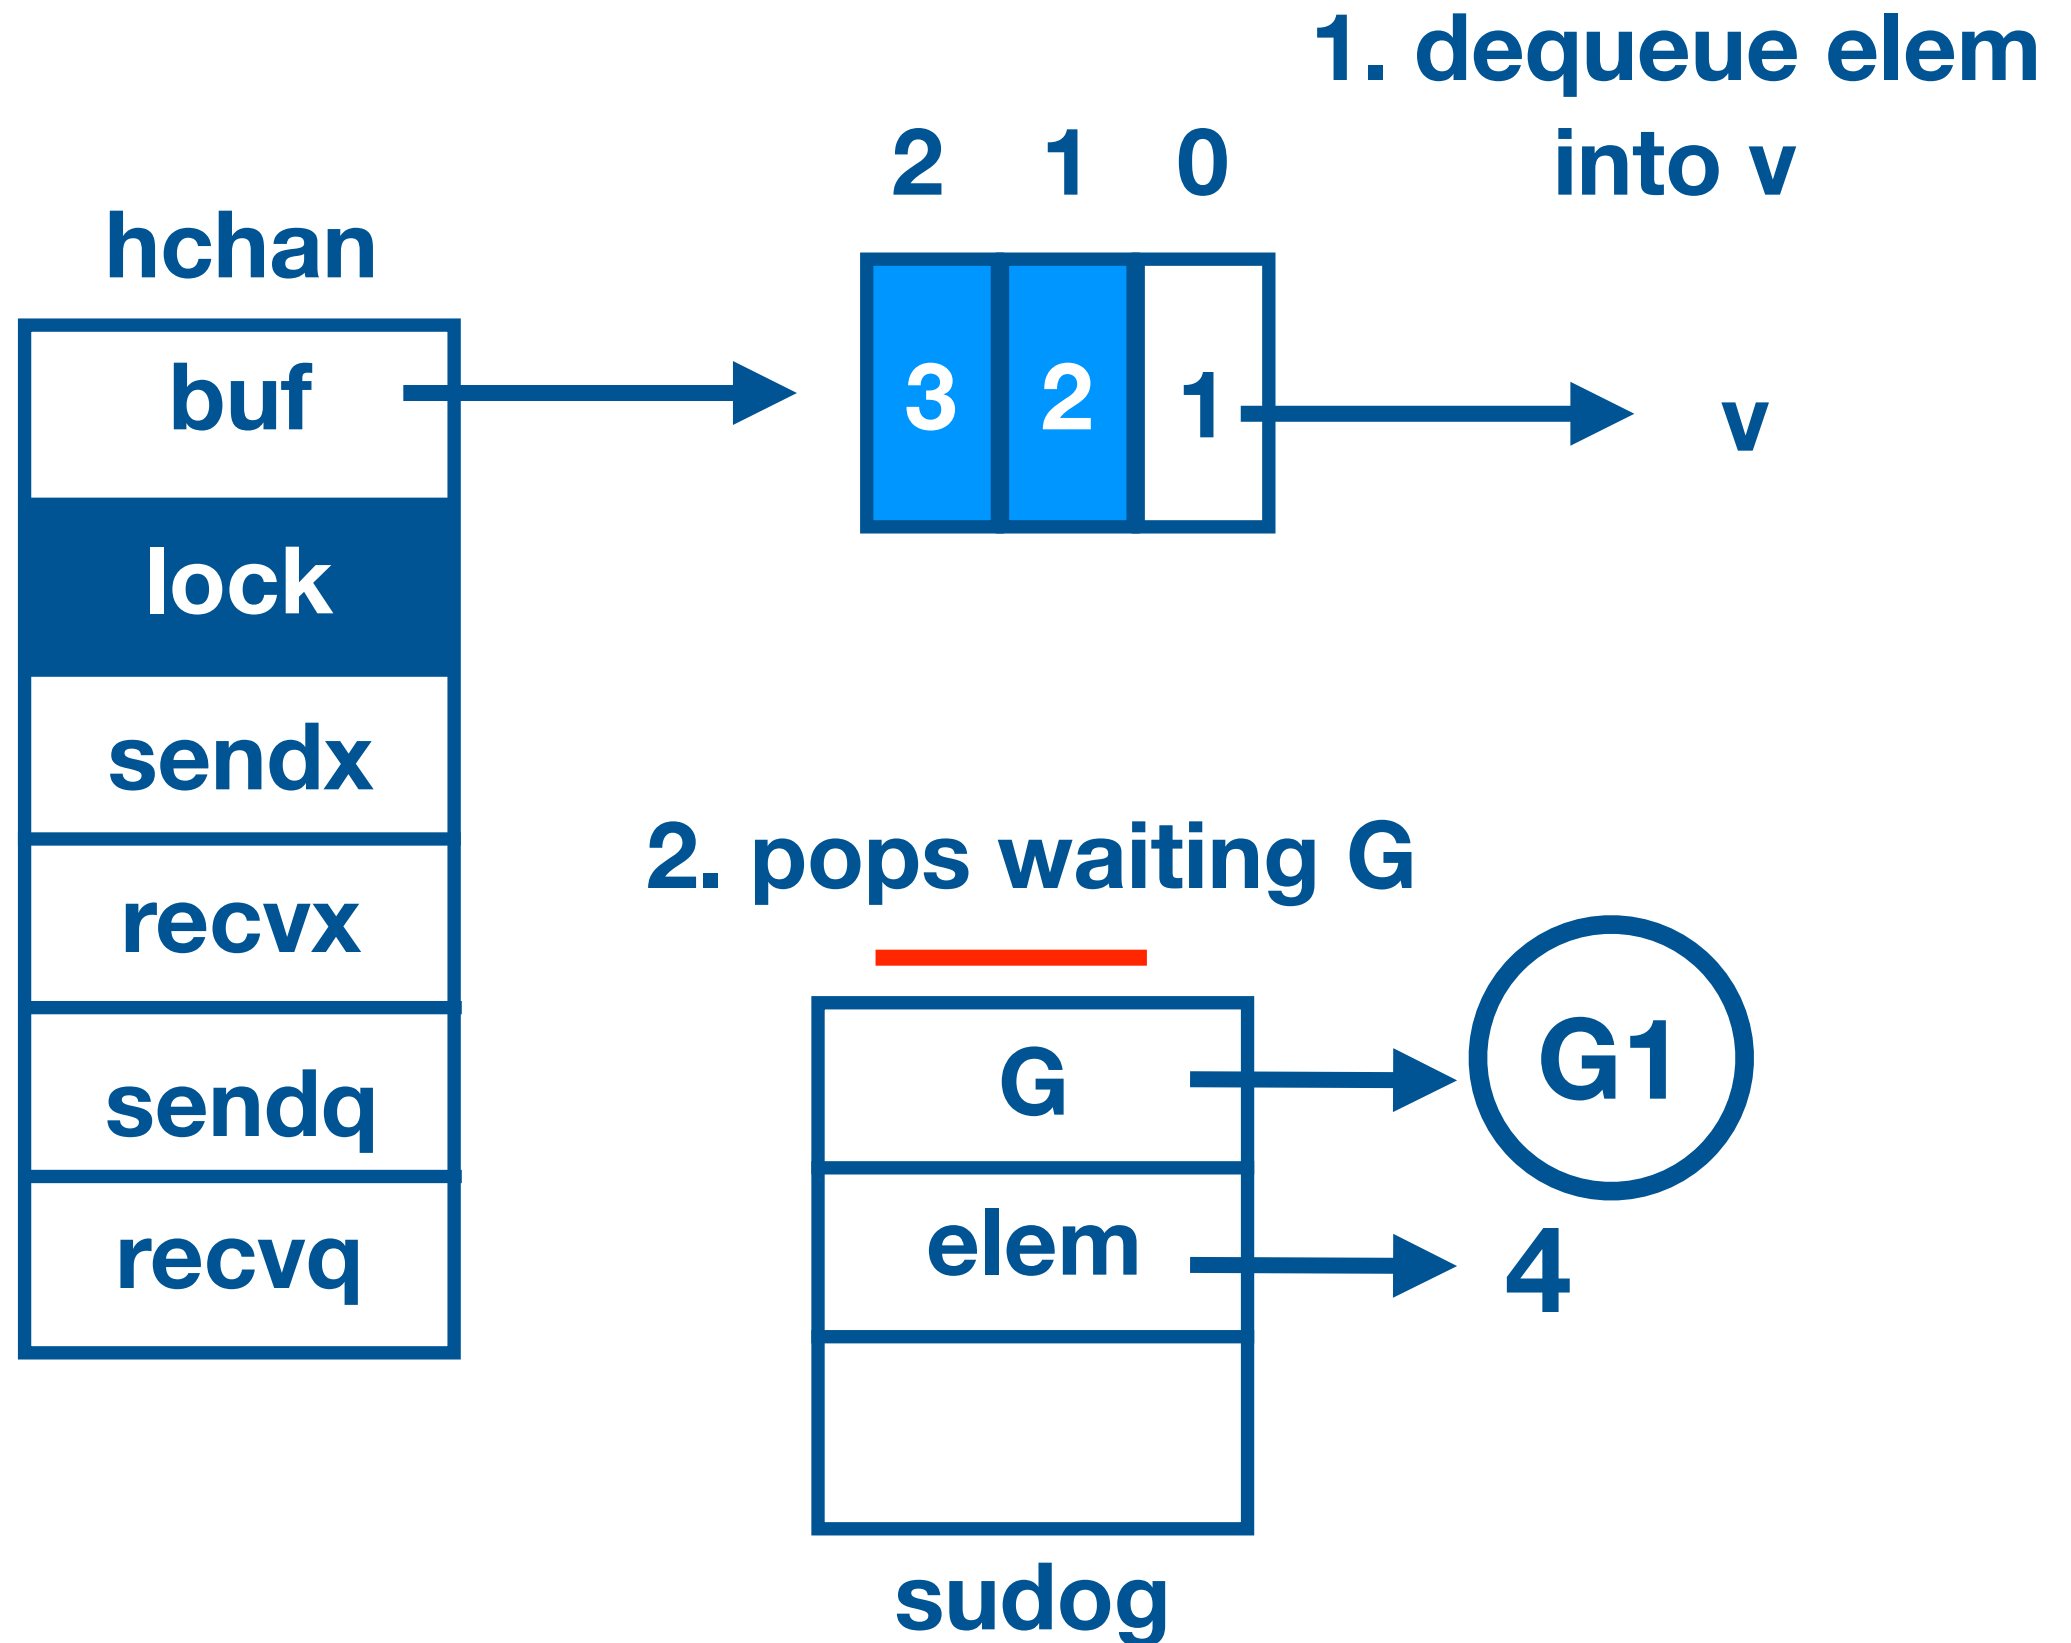 1. dequeue elem
into v
2 1 0
hchan
buf
3 2 1
v
lock
sendx
2. pops waiting G
recvx
G
G1
sendq
elem
4
recvq
sudog